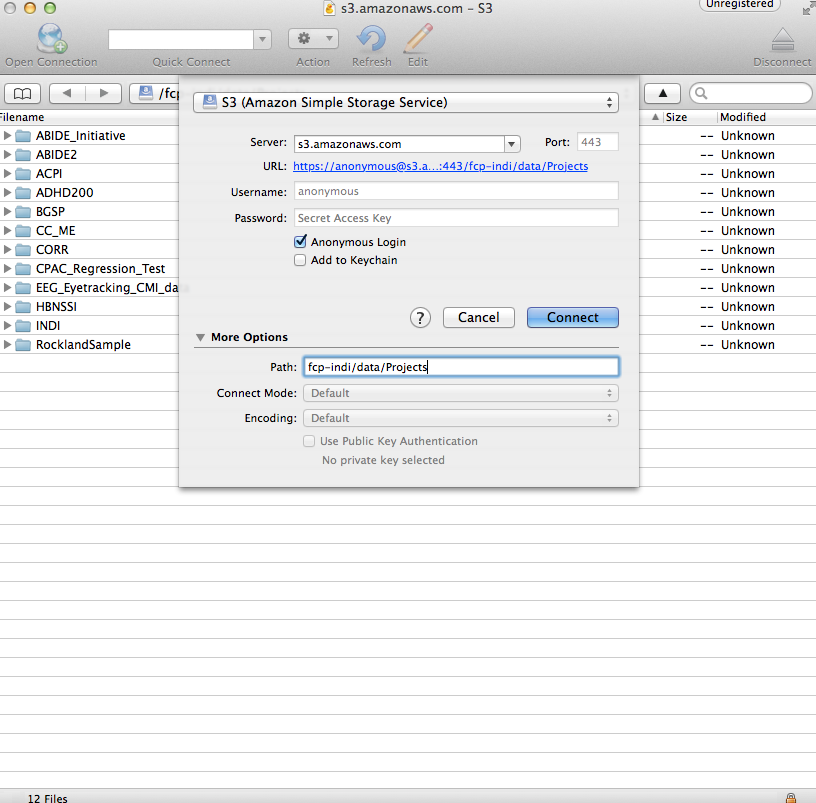 s3.amazonaws.com – S3
Unregistered
Open Connection
Quick Connect
Action
Refresh
Edit
Disconnect
/fcp
S3 (Amazon Simple Storage Service)
Filename
Size
Modified
Server: s3.amazonaws.com Port: 443
URL: https://anonymous@s3.a...:443/fcp-indi/data/Projects
Username: anonymous
Password: Secret Access Key
Anonymous Login
Add to Keychain
? Cancel Connect
More Options
Path: fcp-indi/data/Projects
Connect Mode: Default
Encoding: Default
Use Public Key Authentication
No private key selected
ABIDE_Initiative -- Unknown
ABIDE2 -- Unknown
ACPI -- Unknown
ADHD200 -- Unknown
BGSP -- Unknown
CC_ME -- Unknown
CORR -- Unknown
CPAC_Regression_Test -- Unknown
EEG_Eyetracking_CMI_da -- Unknown
HBNSSI -- Unknown
INDI -- Unknown
RocklandSample -- Unknown
12 Files